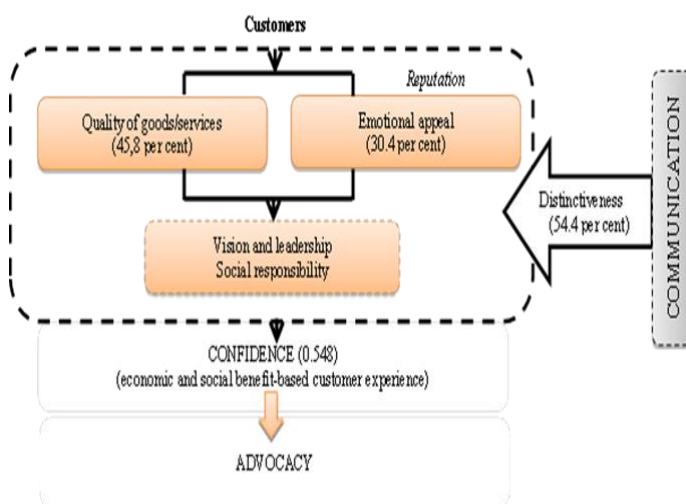 Customers
Reputation
Quality of goods/services
(45,8 per cent)
Emotional appeal
(30.4 per cent)
Vision and leadership
Social responsibility
Distinctiveness
(54.4 per cent)
COMMUNICATION
CONFIDENCE (0.548)
(economic and social benefit-based customer experience)
ADVOCACY